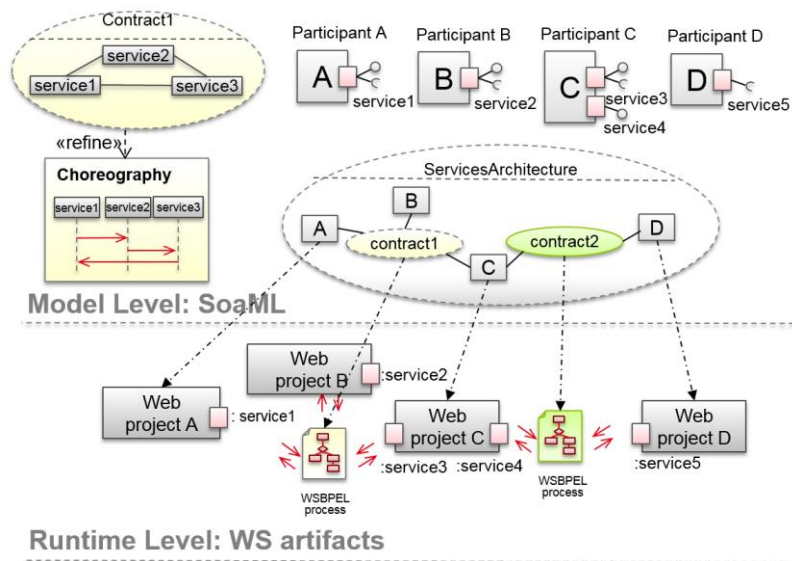 Contract1
service2
service1
service3
«refine»
Choreography
service1 service2 service3
Participant A
A
service1
Participant B
B
service2
Participant C
C
service3
service4
Participant D
D
service5
ServicesArchitecture
B
A
D
contract1
contract2
C
Model Level: SoaML
Web
project B
:service2
Web
project A
: service1
Web
project C
:service3
:service4
Web
project D
:service5
WSBPEL
process
WSBPEL
process
Runtime Level: WS artifacts